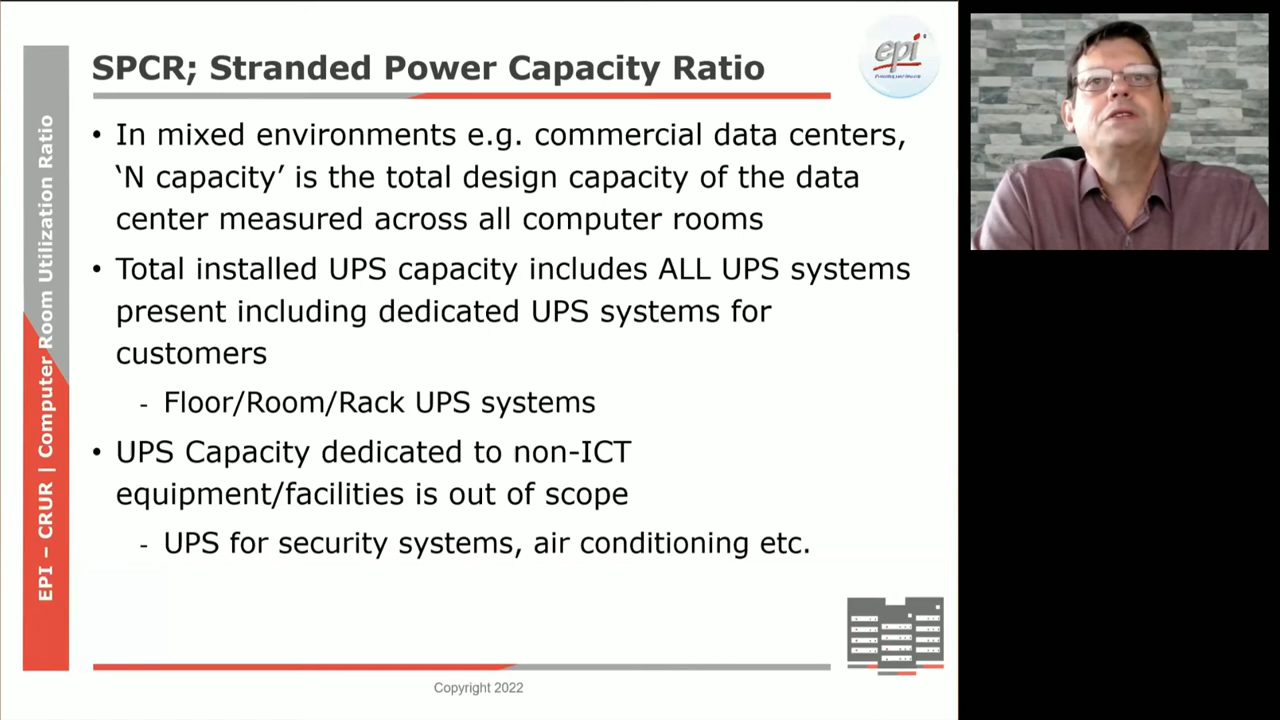 SPCR; Stranded Power Capacity Ratio
epi
®
• In mixed environments e.g. commercial data centers,
‘N capacity’ is the total design capacity of the data
center measured across all computer rooms
• Total installed UPS capacity includes ALL UPS systems
present including dedicated UPS systems for
customers
- Floor/Room/Rack UPS systems
• UPS Capacity dedicated to non-ICT
equipment/facilities is out of scope
- UPS for security systems, air conditioning etc.
EPI – CRUR | Computer Room Utilization Ratio
Copyright 2022